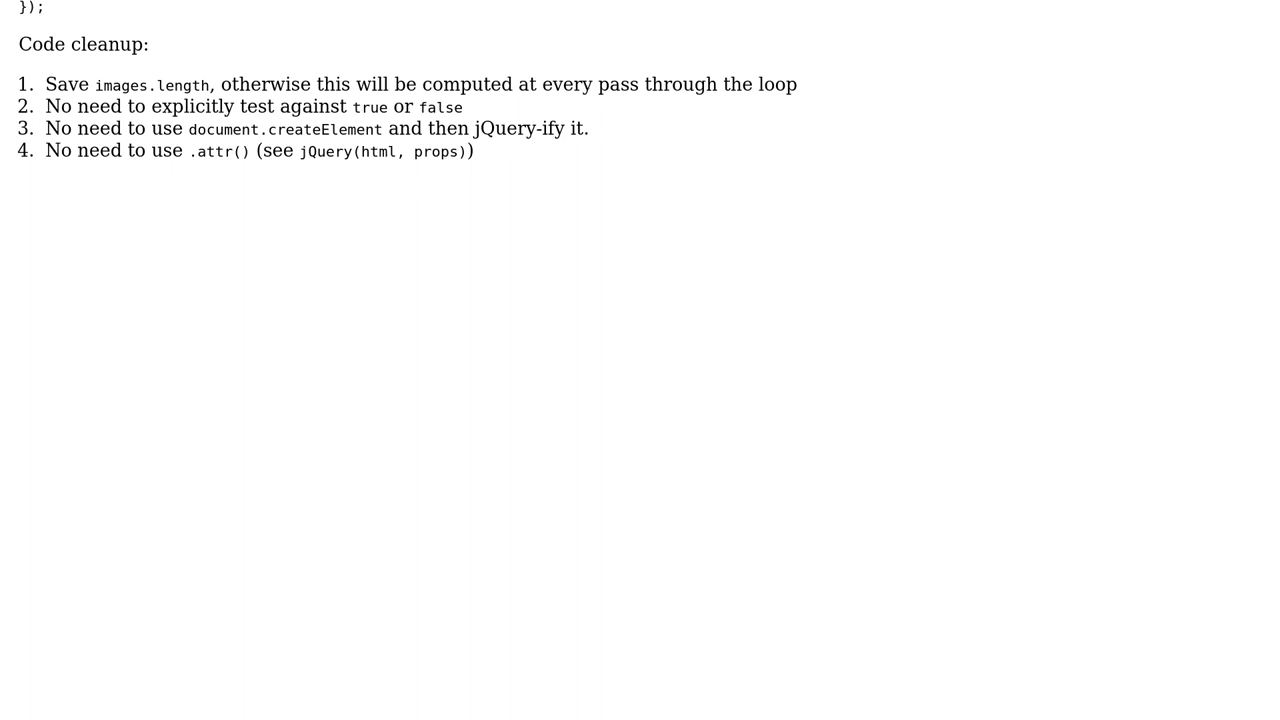 });
Code cleanup:
1. Save images.length, otherwise this will be computed at every pass through the loop
2. No need to explicitly test against true or false
3. No need to use document.createElement and then jQuery-ify it.
4. No need to use .attr() (see jQuery(html, props))